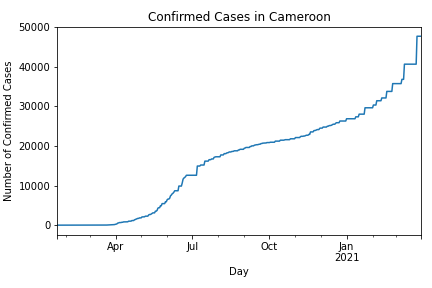 Confirmed Cases in Cameroon
Number of Confirmed Cases
50000
40000
30000
20000
10000
0
Apr
Jul
Oct
Jan
2021
Day